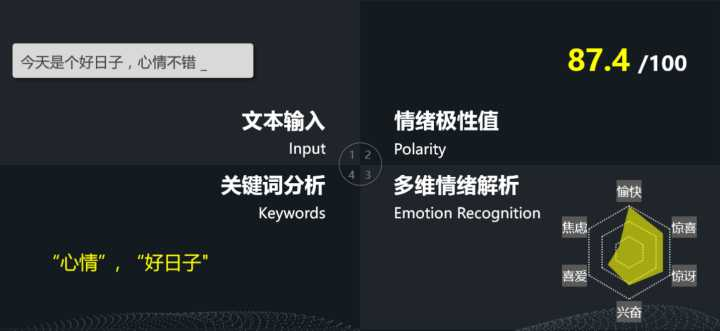 今天是个好日子，心情不错 _
87.4 /100
文本输入
Input
情绪极性值
Polarity
1 2
4 3
关键词分析
Keywords
多维情绪解析
Emotion Recognition
“心情“，“好日子"
愉快
焦虑
惊喜
喜爱
惊讶
兴奋